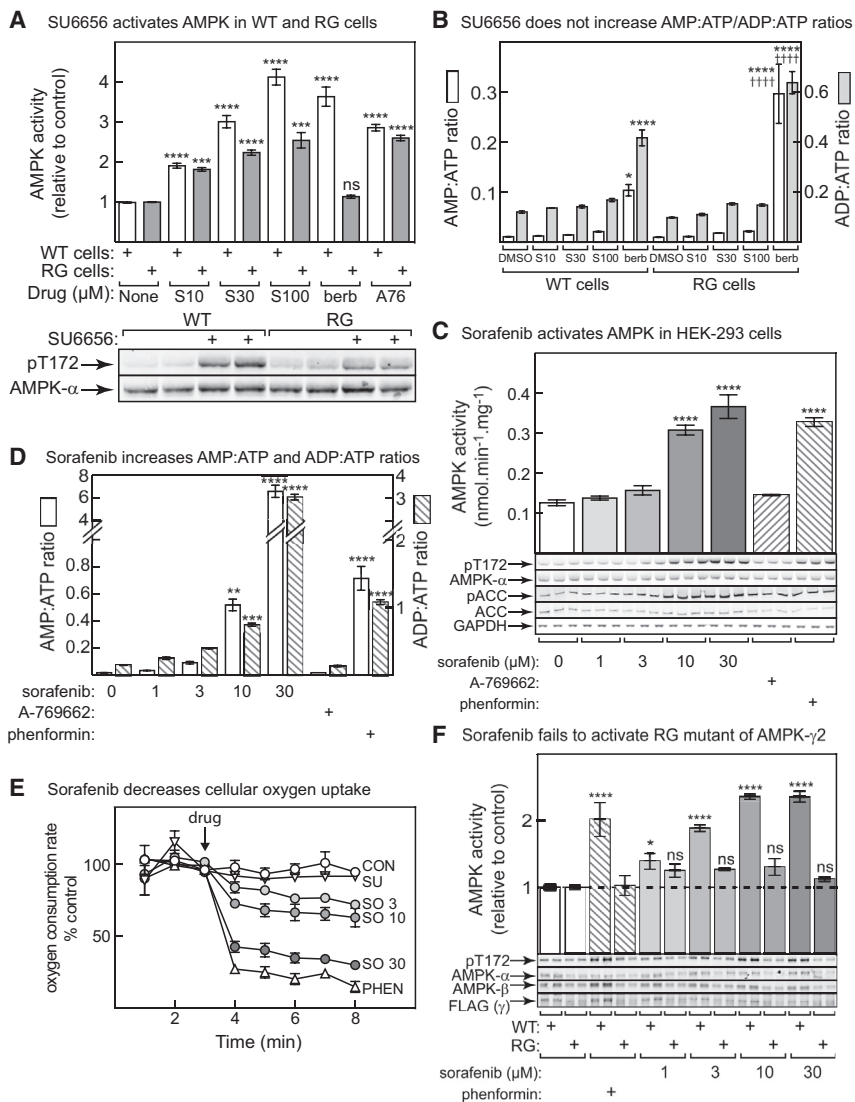 A SU6656 activates AMPK in WT and RG cells
AMPK activity
(relative to control)
4
3
2
1
****
***
****
****
****
***
****
ns
****
****
WT cells: + + + + + +
RG cells: + + + + + +
Drug (μM): None S10 S30 S100 berb A76
WT RG
SU6656: + + + +
pT172
AMPK-α
B SU6656 does not increase AMP:ATP/ADP:ATP ratios
AMP:ATP ratio
0.3
0.2
0.1
ADP:ATP ratio
0.6
0.4
0.2
*
****
****
††††
****
††††
DMSO S10 S30 S100 berb DMSO S10 S30 S100 berb
WT cells RG cells
C Sorafenib activates AMPK in HEK-293 cells
AMPK activity
(nmol.min-1.mg-1)
0.4
0.3
0.2
0.1
****
****
****
pT172
AMPK-α
pACC
ACC
GAPDH
sorafenib (μM): 0 1 3 10 30
A-769662: +
phenformin: +
D Sorafenib increases AMP:ATP and ADP:ATP ratios
AMP:ATP ratio
8
6
4
0.8
0.6
0.4
0.2
ADP:ATP ratio
4
3
2
1
**
***
****
****
****
****
sorafenib: 0 1 3 10 30
A-769662: +
phenformin: +
E Sorafenib decreases cellular oxygen uptake
oxygen consumption rate
% control
100
50
drug
CON
SU
SO 3
SO 10
SO 30
PHEN
2 4 6 8
Time (min)
F Sorafenib fails to activate RG mutant of AMPK-γ2
AMPK activity
(relative to control)
2
1
****
*
ns
****
ns
****
ns
****
ns
pT172
AMPK-α
AMPK-β
FLAG (γ)
WT: + + + + + +
RG: + + + + + +
sorafenib (μM): 1 3 10 30
phenformin: +